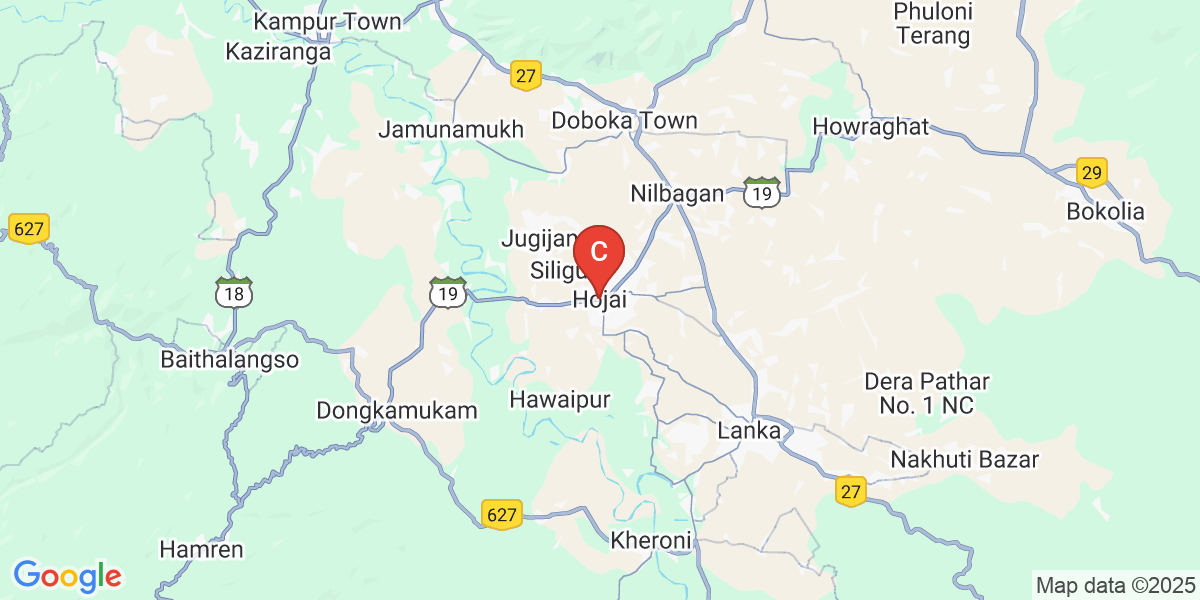 Phuloni
Terang
Kampur Town
Kaziranga
27
Doboka Town
Jamunamukh
Howraghat
29
Nilbagan
19
Bokolia
627
Jugijan
C
Hojai
18
19
Baithalangso
Dera Pathar
No. 1 NC
Hawaipur
Dongkamukam
Lanka
Nakhuti Bazar
27
627
Kheroni
Hamren
Google
Map data ©2025